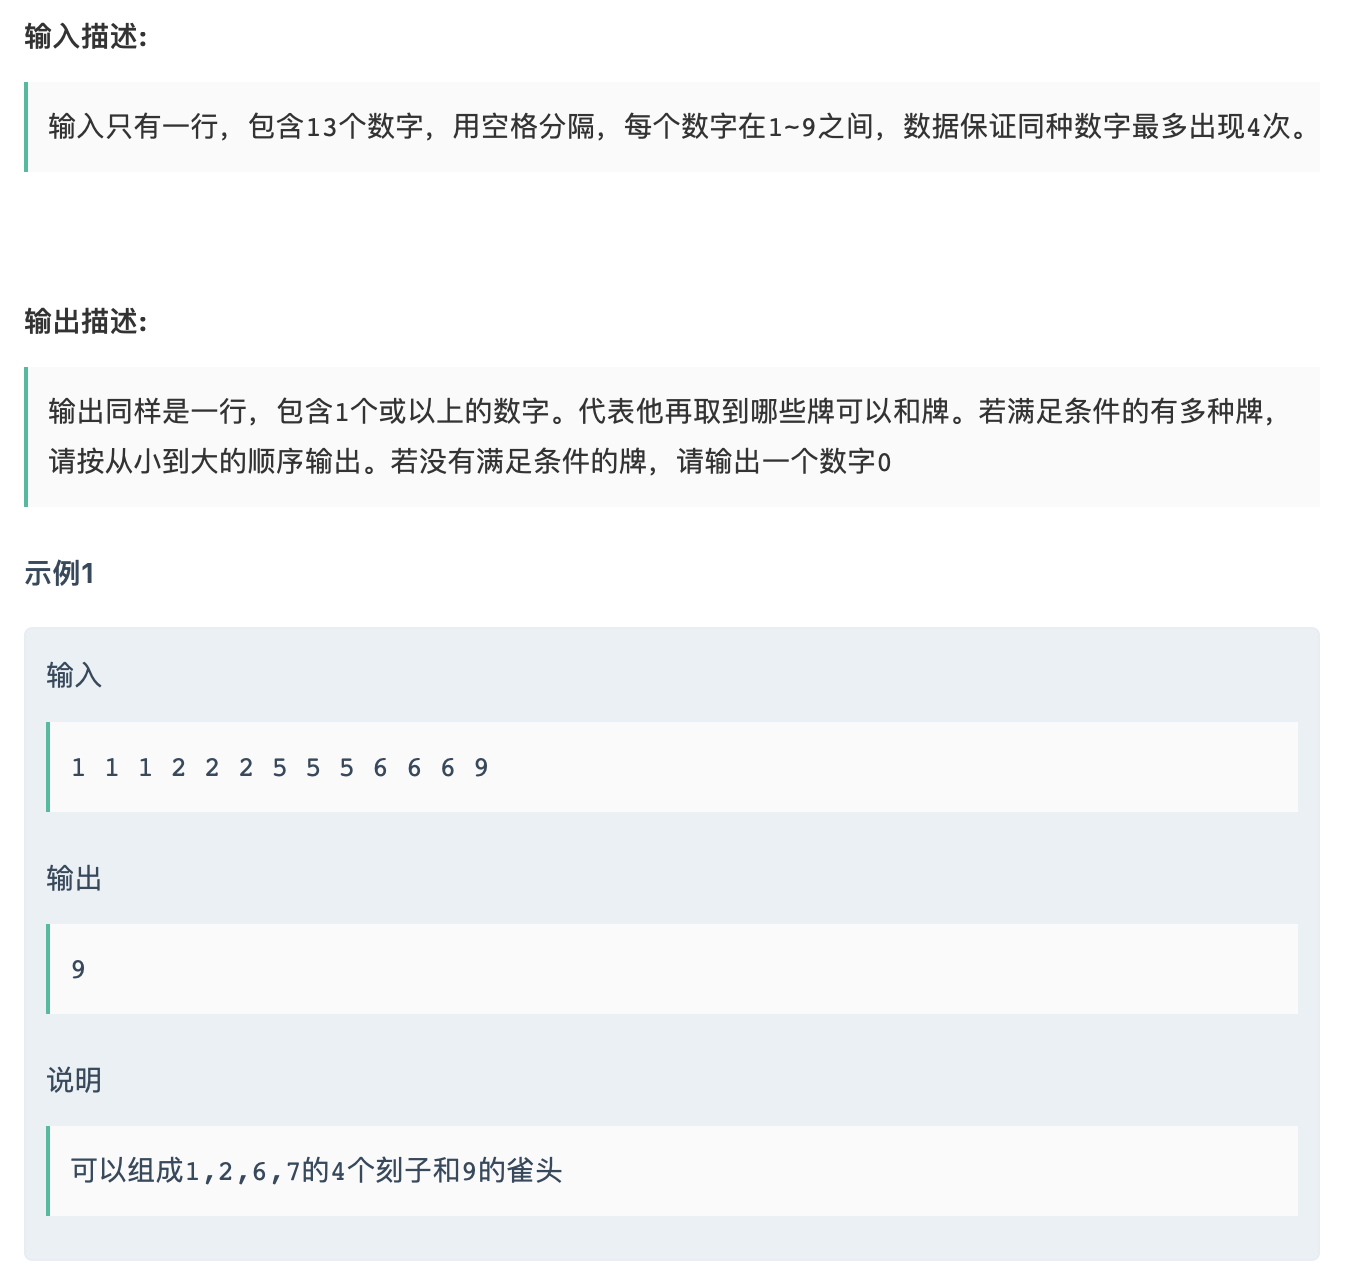 输入描述:
输入只有一行，包含13个数字，用空格分隔，每个数字在1~9之间，数据保证同种数字最多出现4次。
输出描述:
输出同样是一行，包含1个或以上的数字。代表他再取到哪些牌可以和牌。若满足条件的有多种牌，
请按从小到大的顺序输出。若没有满足条件的牌，请输出一个数字0
示例1
输入
1 1 1 2 2 2 5 5 5 6 6 6 9
输出
9
说明
可以组成1,2,6,7的4个刻子和9的雀头